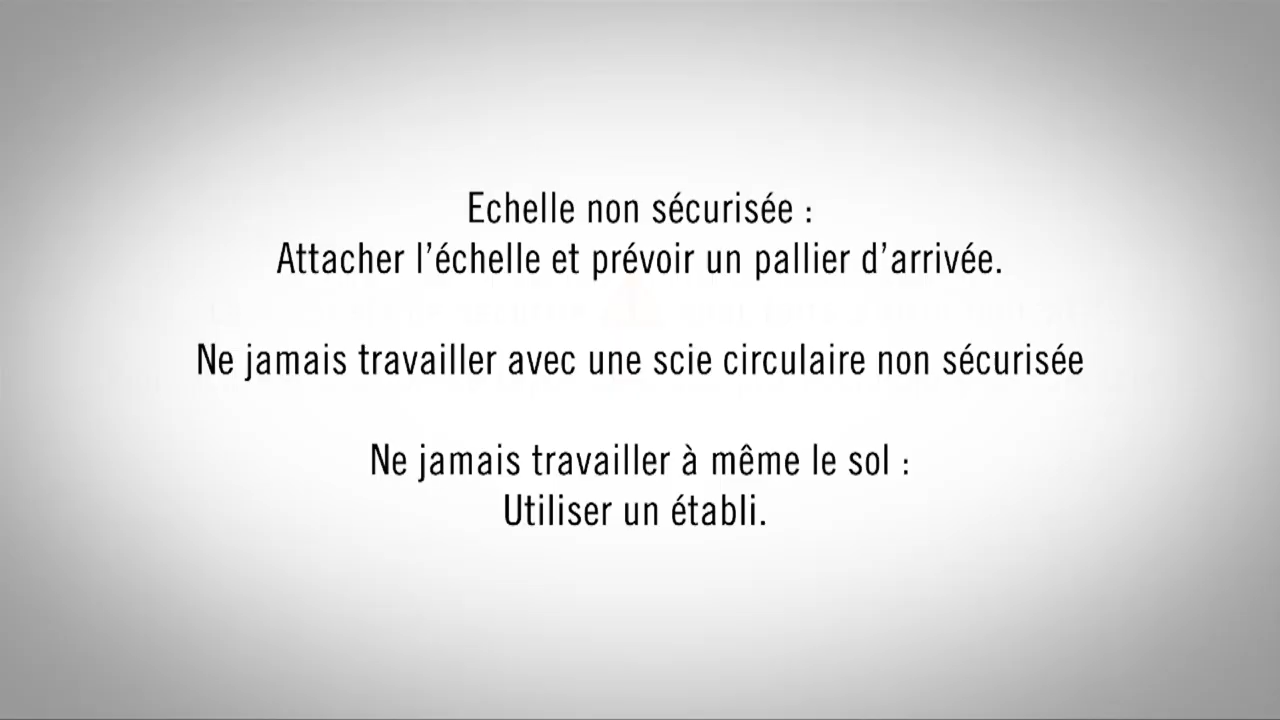 Echelle non sécurisée :
Attacher l’échelle et prévoir un pallier d’arrivée.
Ne jamais travailler avec une scie circulaire non sécurisée
Ne jamais travailler à même le sol :
Utiliser un établi.